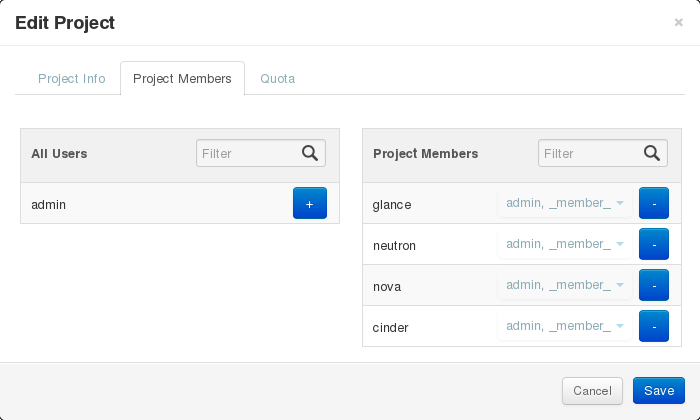 Edit Project ×
Project Info Project Members Quota
All Users Filter
admin +
Project Members Filter
glance admin, _member_ -
neutron admin, _member_ -
nova admin, _member_ -
cinder admin, _member_ -
Cancel Save